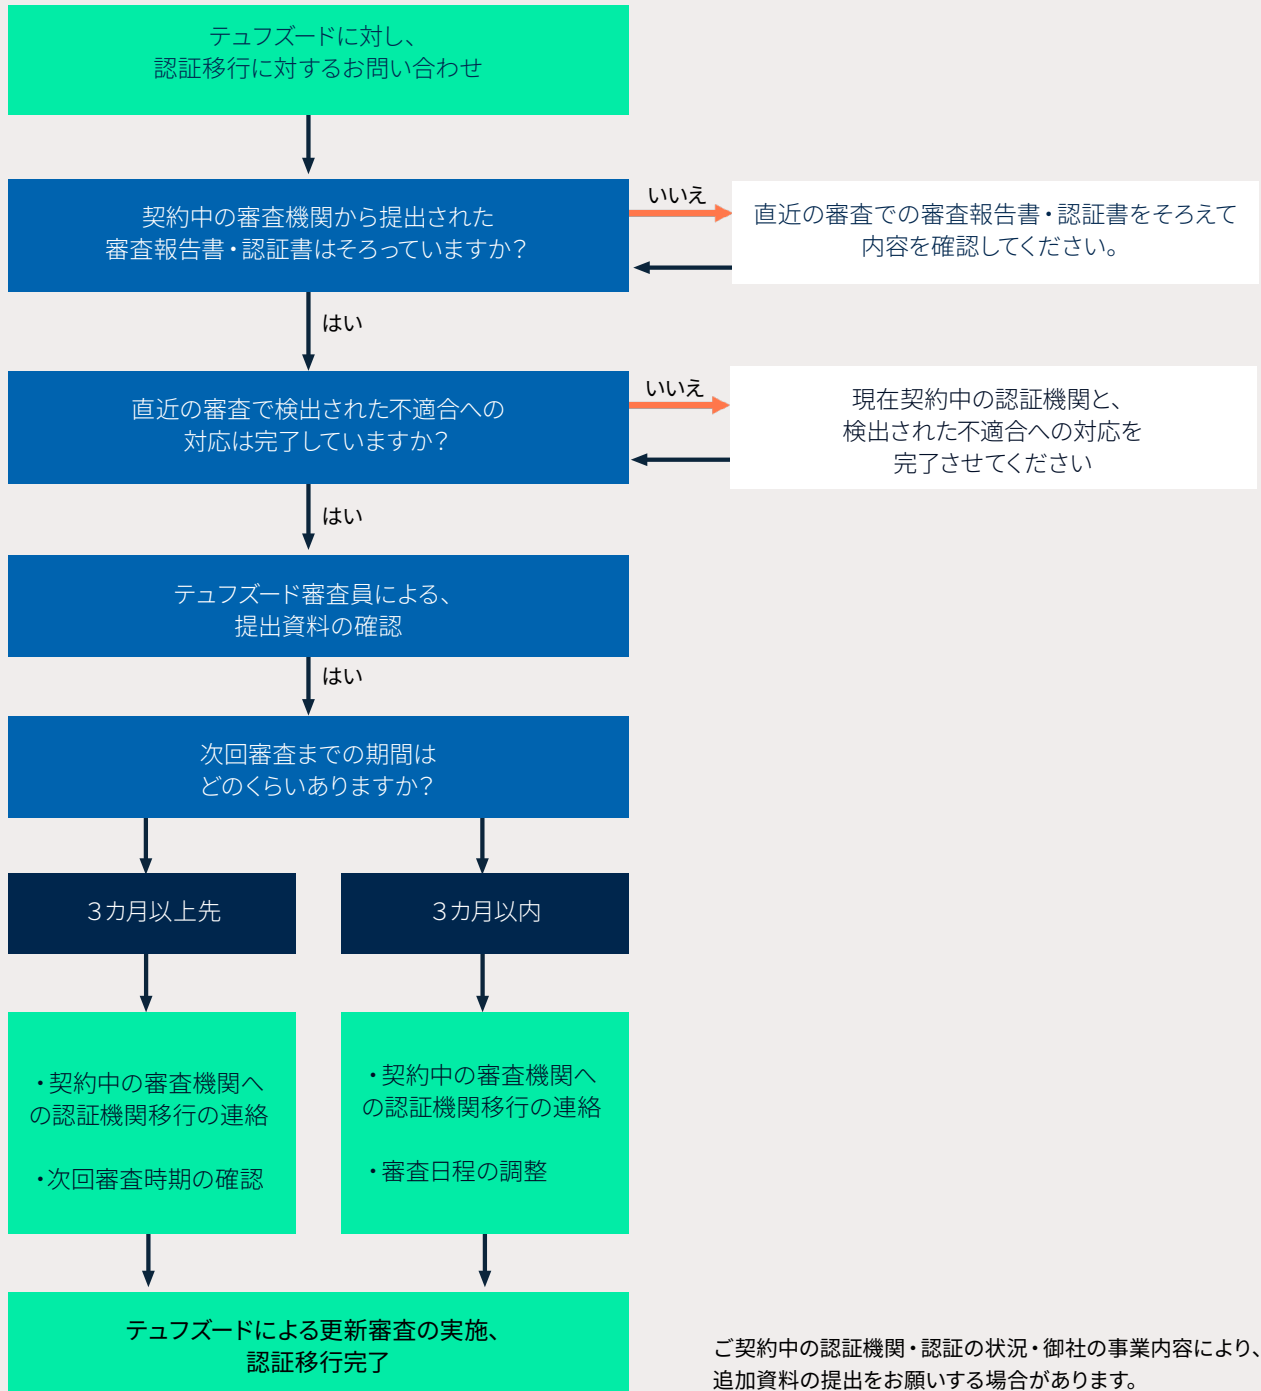 テュフズードに対し、
認証移行に対するお問い合わせ
契約中の審査機関から提出された
審査報告書・認証書はそろっていますか？
いいえ
直近の審査での審査報告書・認証書をそろえて
内容を確認してください。
はい
直近の審査で検出された不適合への
対応は完了していますか？
いいえ
現在契約中の認証機関と、
検出された不適合への対応を
完了させてください
はい
テュフズード審査員による、
提出資料の確認
はい
次回審査までの期間は
どのくらいありますか？
３カ月以上先
３カ月以内
・契約中の審査機関へ
の認証機関移行の連絡
・次回審査時期の確認
・契約中の審査機関へ
の認証機関移行の連絡
・審査日程の調整
テュフズードによる更新審査の実施、
認証移行完了
ご契約中の認証機関・認証の状況・御社の事業内容により、
追加資料の提出をお願いする場合があります。